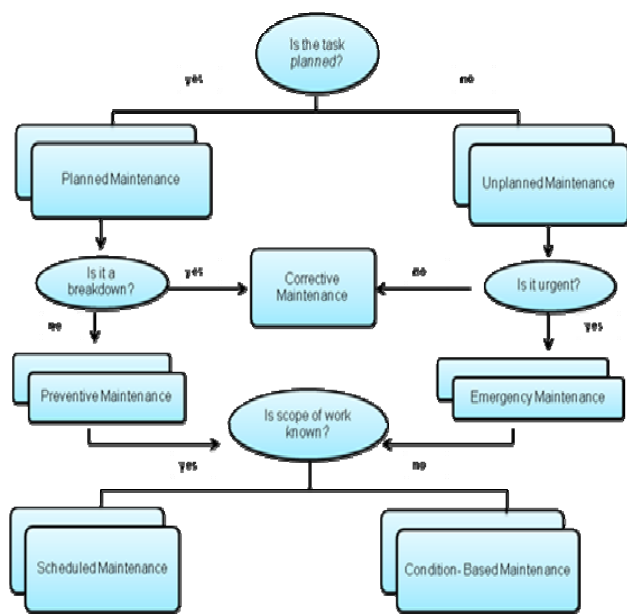 Is the task
planned?
yes
no
Planned Maintenance
Unplanned Maintenance
Is it a
breakdown?
yes
Corrective
Maintenance
no
Is it urgent?
no
yes
Preventive Maintenance
Emergency Maintenance
Is scope of work
known?
yes
no
Scheduled Maintenance
Condition- Based Maintenance